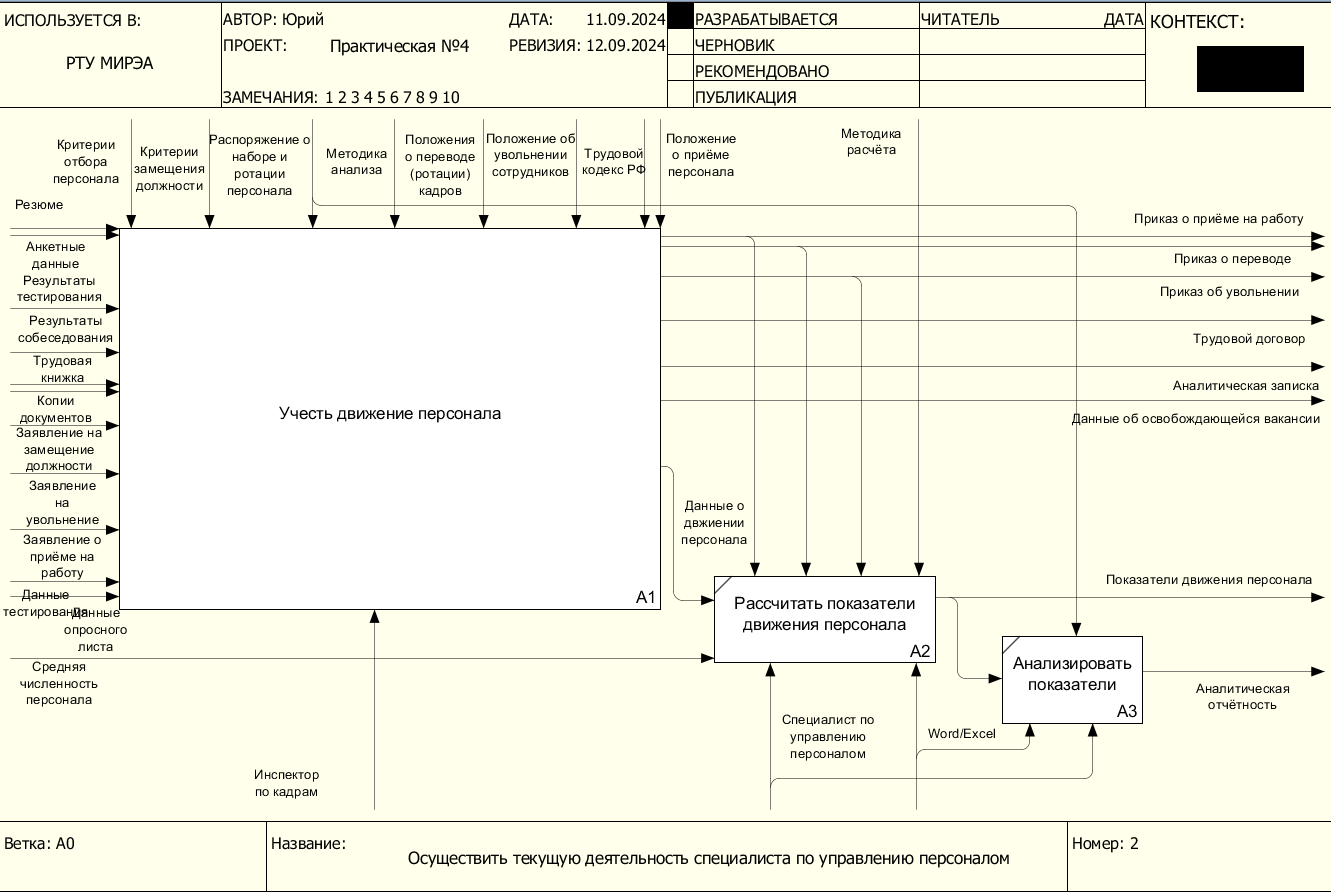 ИСПОЛЬЗУЕТСЯ В:
РТУ МИРЭА
АВТОР: Юрий
ДАТА: 11.09.2024
ПРОЕКТ: Практическая №4
РЕВИЗИЯ: 12.09.2024
ЗАМЕЧАНИЯ: 1 2 3 4 5 6 7 8 9 10
РАЗРАБАТЫВАЕТСЯ
ЧЕРНОВИК
РЕКОМЕНДОВАНО
ПУБЛИКАЦИЯ
ЧИТАТЕЛЬ ДАТА
КОНТЕКСТ:
Критерии
отбора
персонала
Критерии
замещения
должности
Распоряжение о
наборе и
ротации
персонала
Методика
анализа
Положения
о переводе
(ротации)
кадров
Положение об
увольнении
сотрудников
Трудовой
кодекс РФ
Положение
о приёме
персонала
Методика
расчёта
Резюме
Анкетные
данные
Результаты
тестирования
Результаты
собеседования
Трудовая
книжка
Копии
документов
Заявление на
замещение
должности
Заявление
на
увольнение
Заявление о
приёме на
работу
Данные
тестирования
Данные
опросного
листа
Средняя
численность
персонала
Учесть движение персонала
A1
Приказ о приёме на работу
Приказ о переводе
Приказ об увольнении
Трудовой договор
Аналитическая записка
Данные об освобождающейся вакансии
Данные о
двжиении
персонала
Рассчитать показатели
движения персонала
A2
Показатели движения персонала
Анализировать
показатели
A3
Аналитическая
отчётность
Специалист по
управлению
персоналом
Word/Excel
Инспектор
по кадрам
Ветка: A0
Название:
Осуществить текущую деятельность специалиста по управлению персоналом
Номер: 2